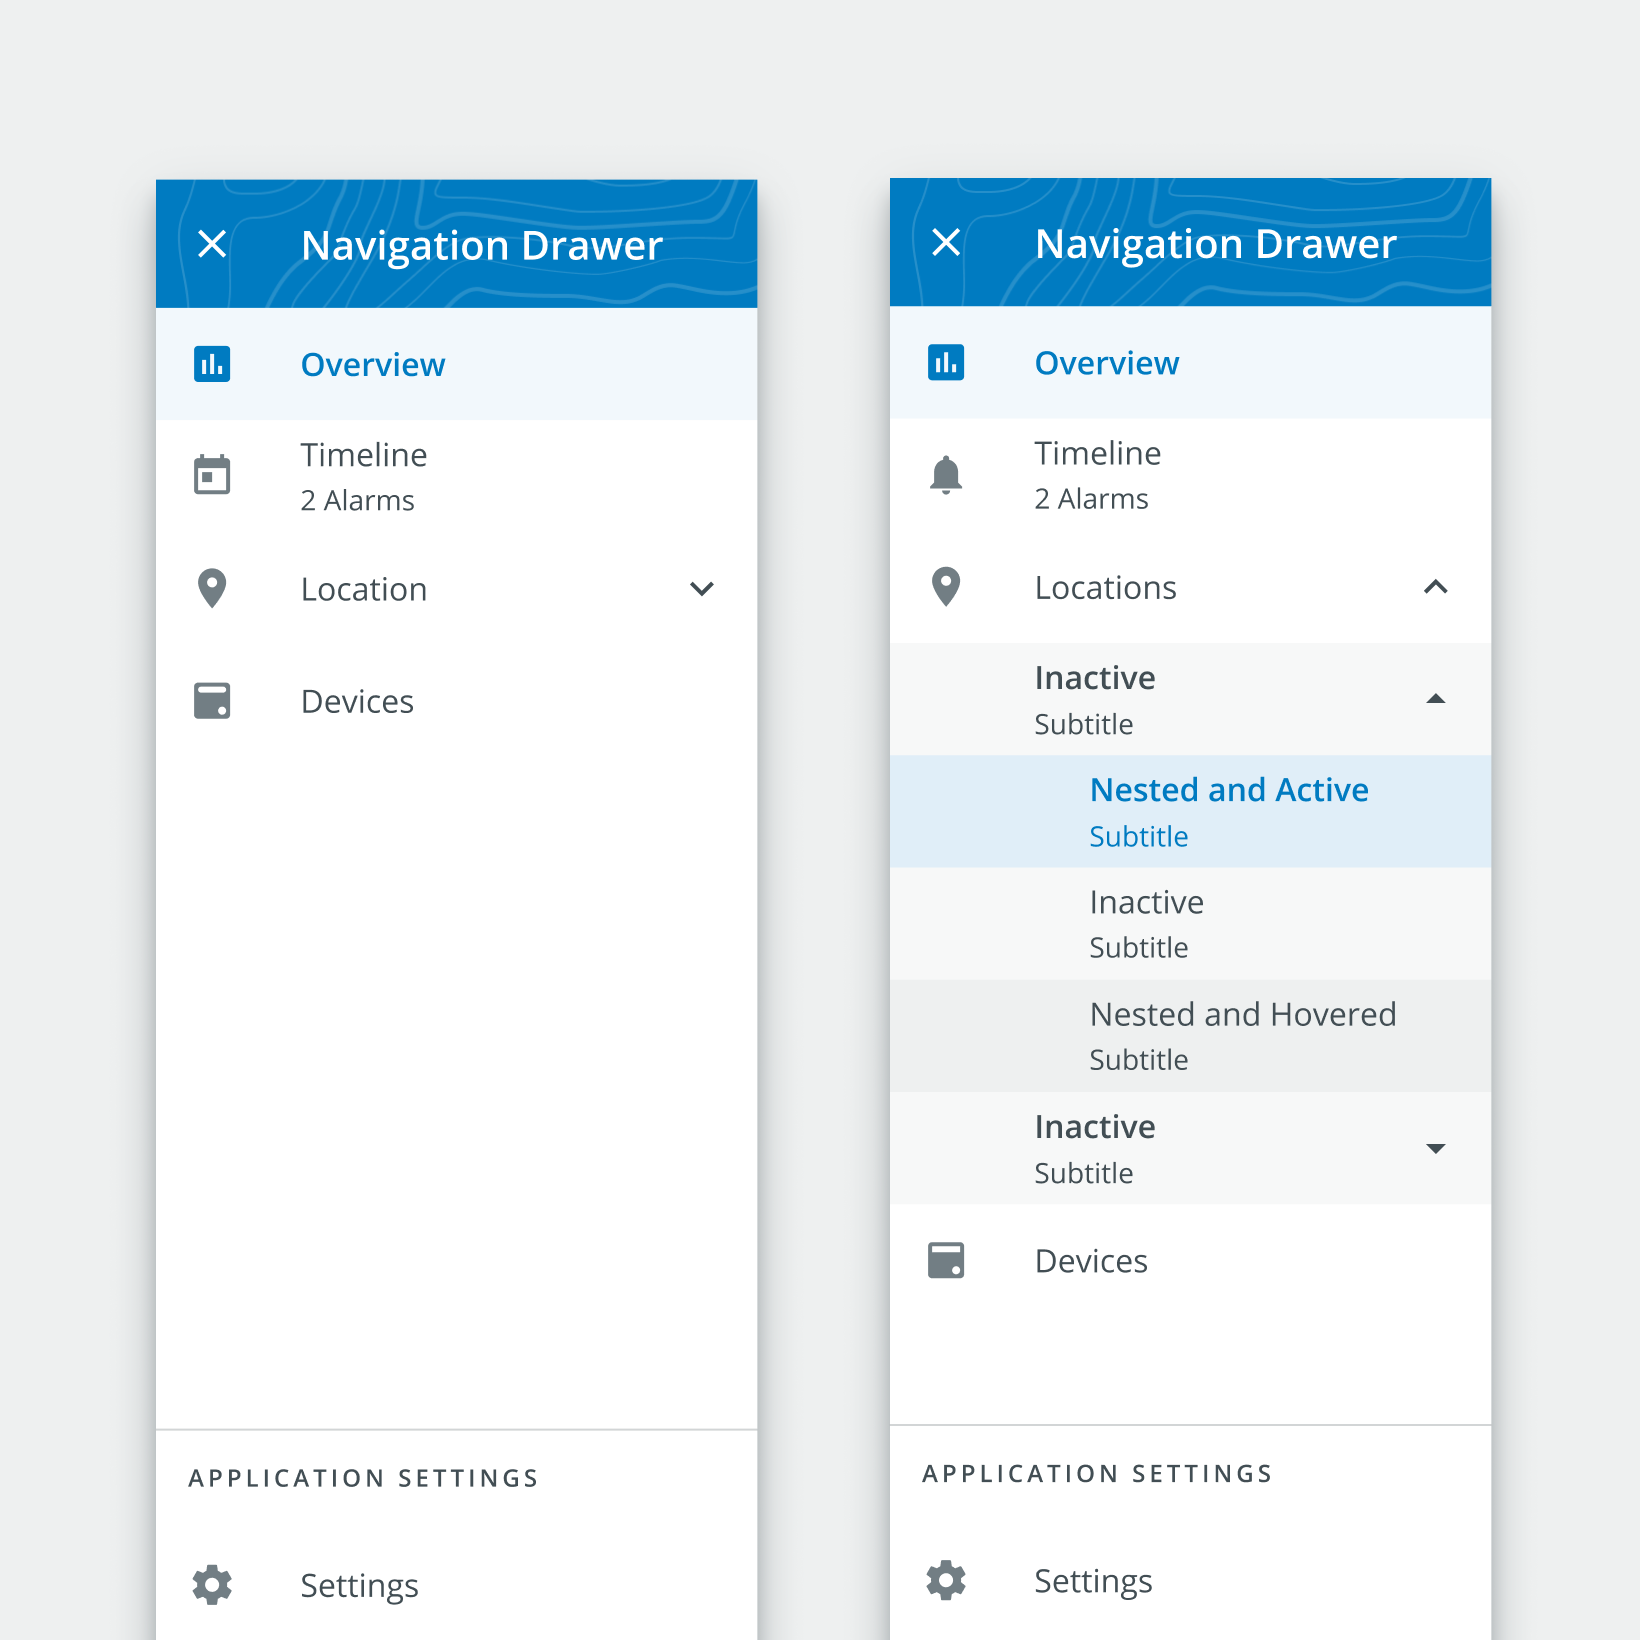 Navigation Drawer
Overview
Timeline
2 Alarms
Location
Devices
APPLICATION SETTINGS
Settings
Navigation Drawer
Overview
Timeline
2 Alarms
Locations
Inactive
Subtitle
Nested and Active
Subtitle
Inactive
Subtitle
Nested and Hovered
Subtitle
Inactive
Subtitle
Devices
APPLICATION SETTINGS
Settings